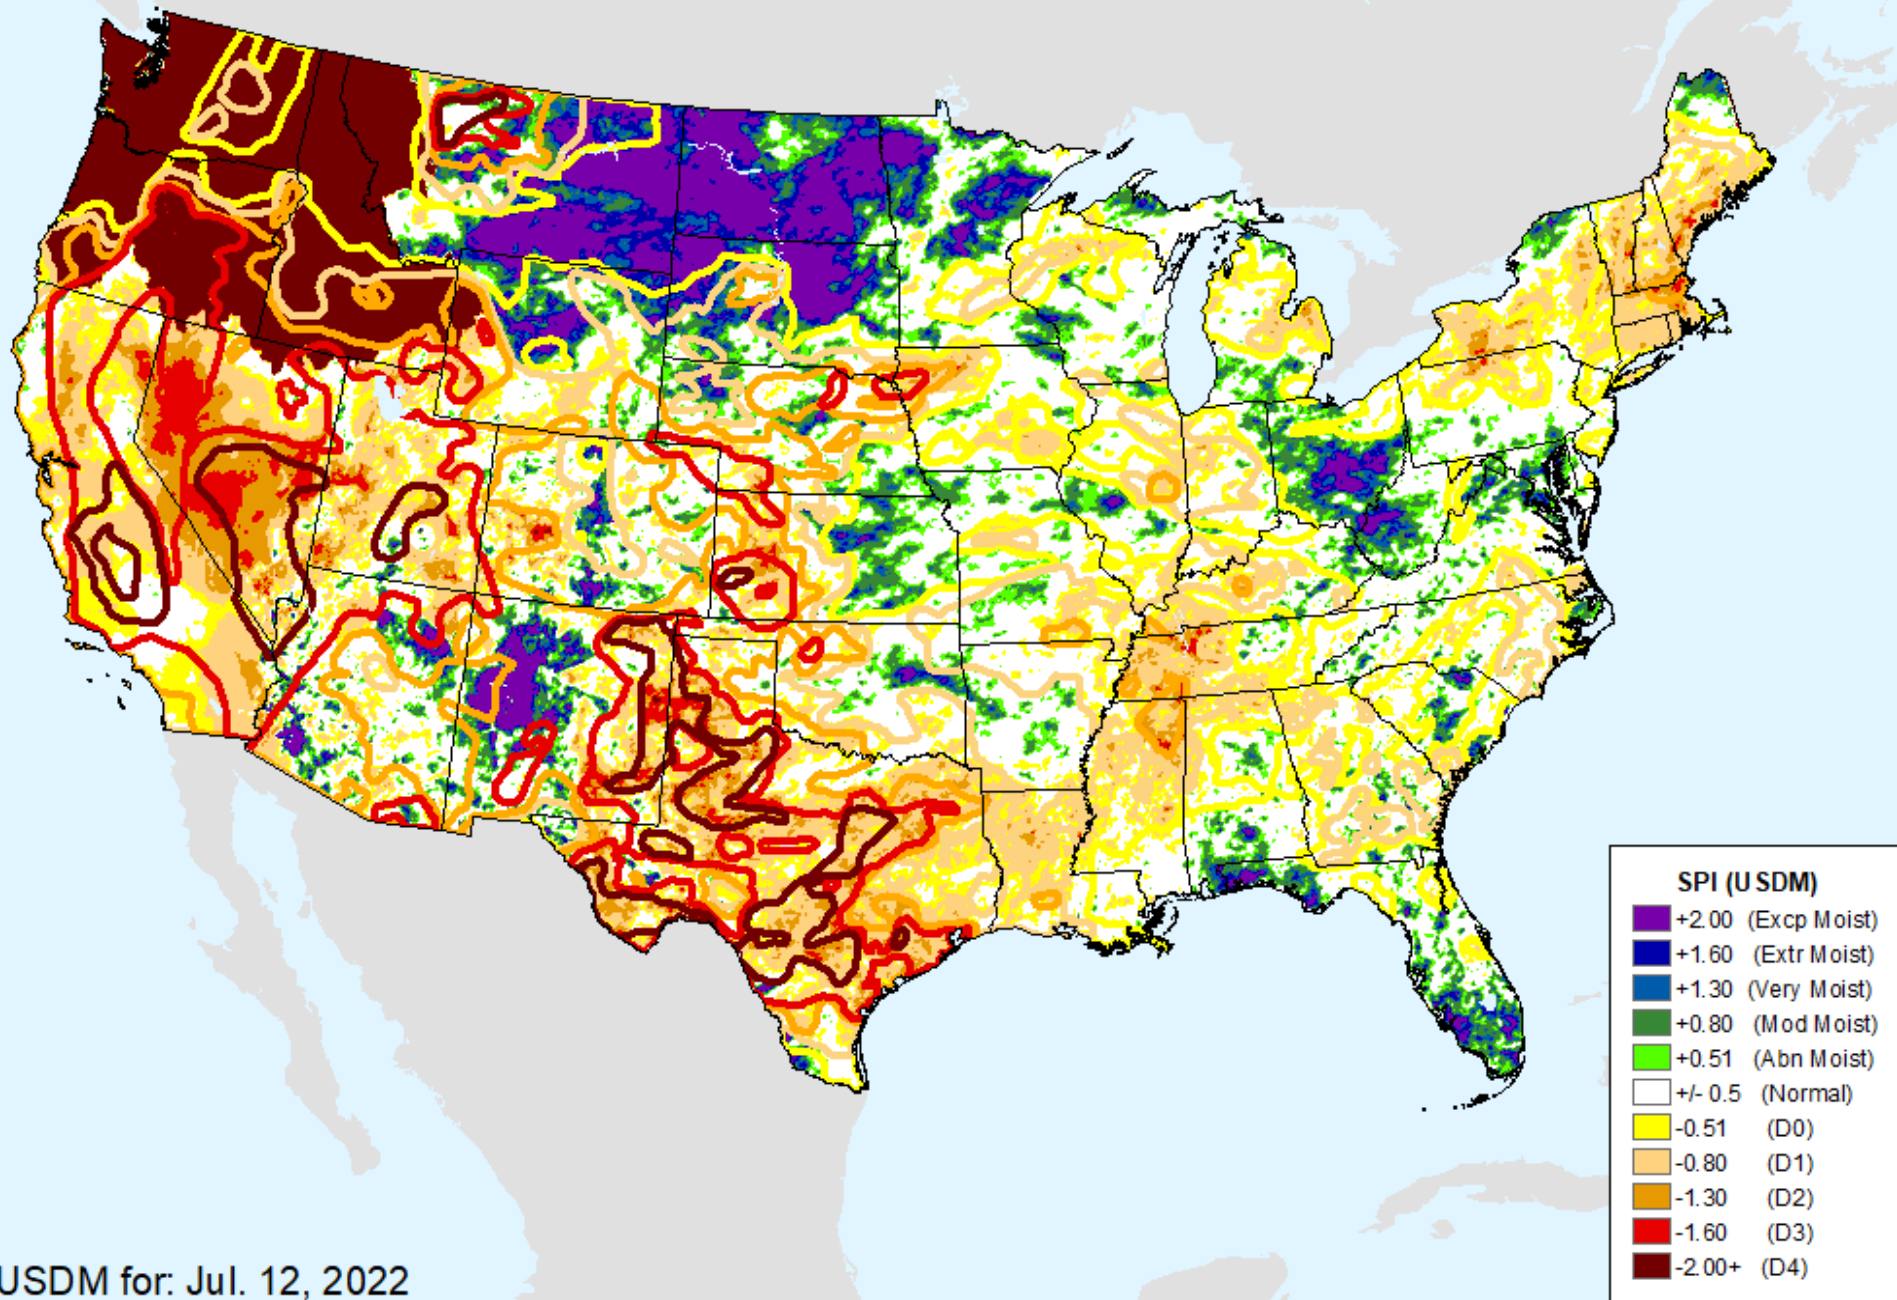 SPI (USDM)
+2.00 (Excp Moist)
+1.60 (Extr Moist)
+1.30 (Very Moist)
+0.80 (Mod Moist)
+0.51 (Abn Moist)
+/- 0.5 (Normal)
-0.51 (D0)
-0.80 (D1)
-1.30 (D2)
-1.60 (D3)
-2.00+ (D4)
USDM for: Jul. 12, 2022